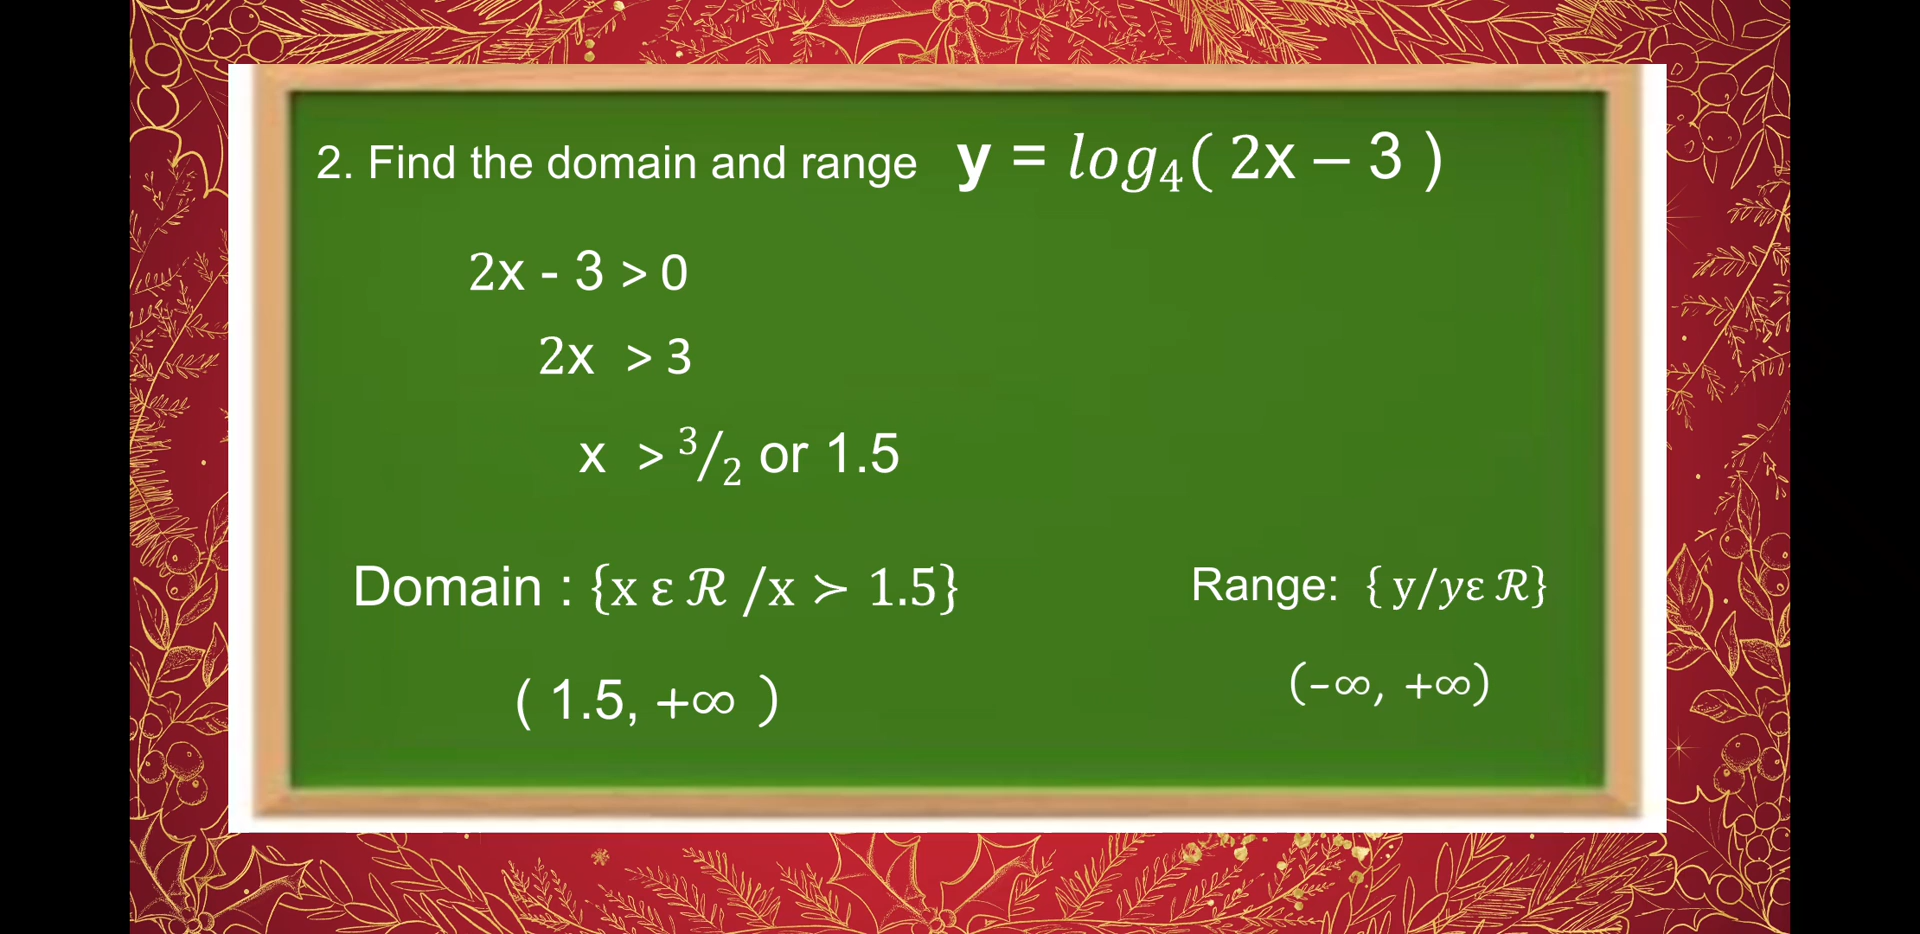 2. Find the domain and range y = log₄( 2x – 3 )
2x - 3 > 0
2x > 3
x > ³/₂ or 1.5
Domain : {x ε ℛ /x ≻ 1.5}
Range: { y/yε ℛ}
( 1.5, +∞ )
(-∞, +∞)